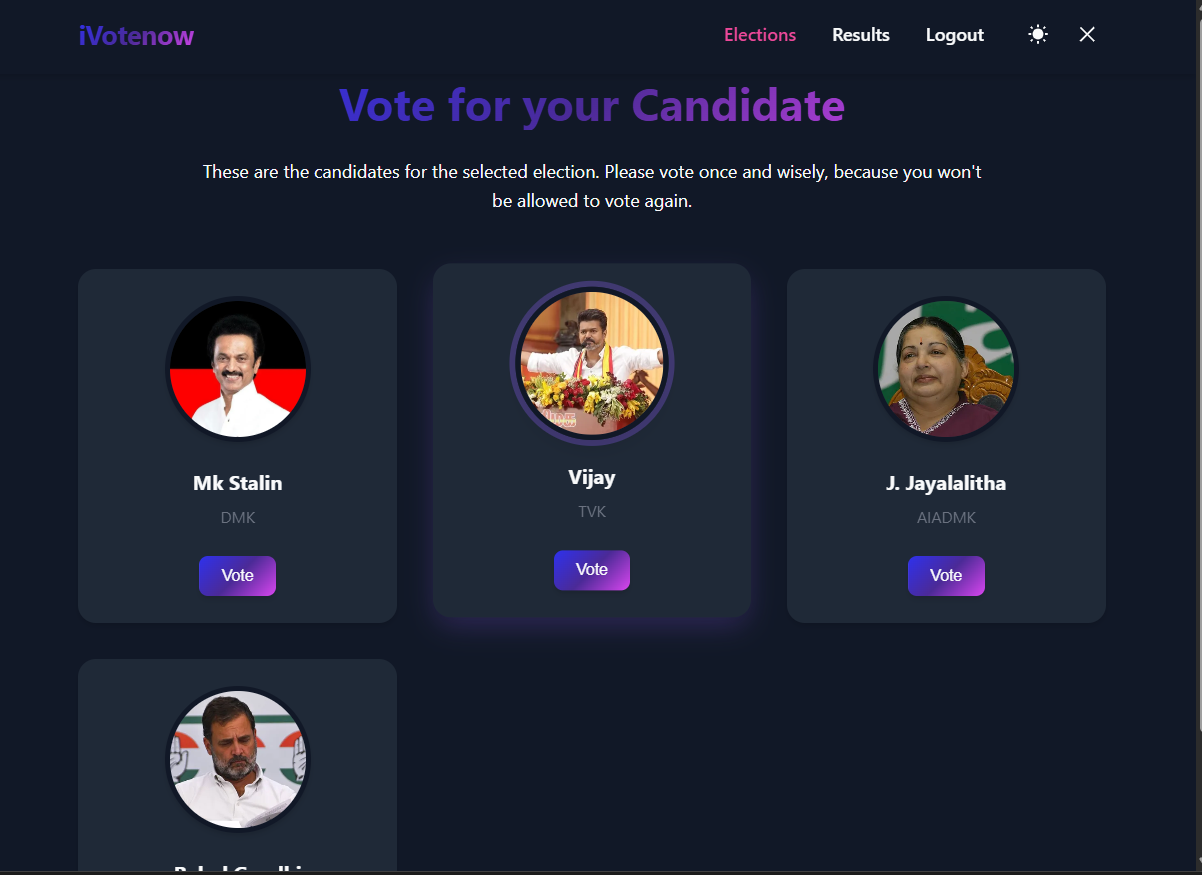 iVotenow
Elections Results Logout
Vote for your Candidate
These are the candidates for the selected election. Please vote once and wisely, because you won't
be allowed to vote again.
Mk Stalin
DMK
Vote
Vijay
TVK
Vote
J. Jayalalitha
AIADMK
Vote